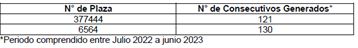 N° de Plaza N° de Consecutivos Generados*
377444 121
6564 130
*Periodo comprendido entre Julio 2022 a junio 2023